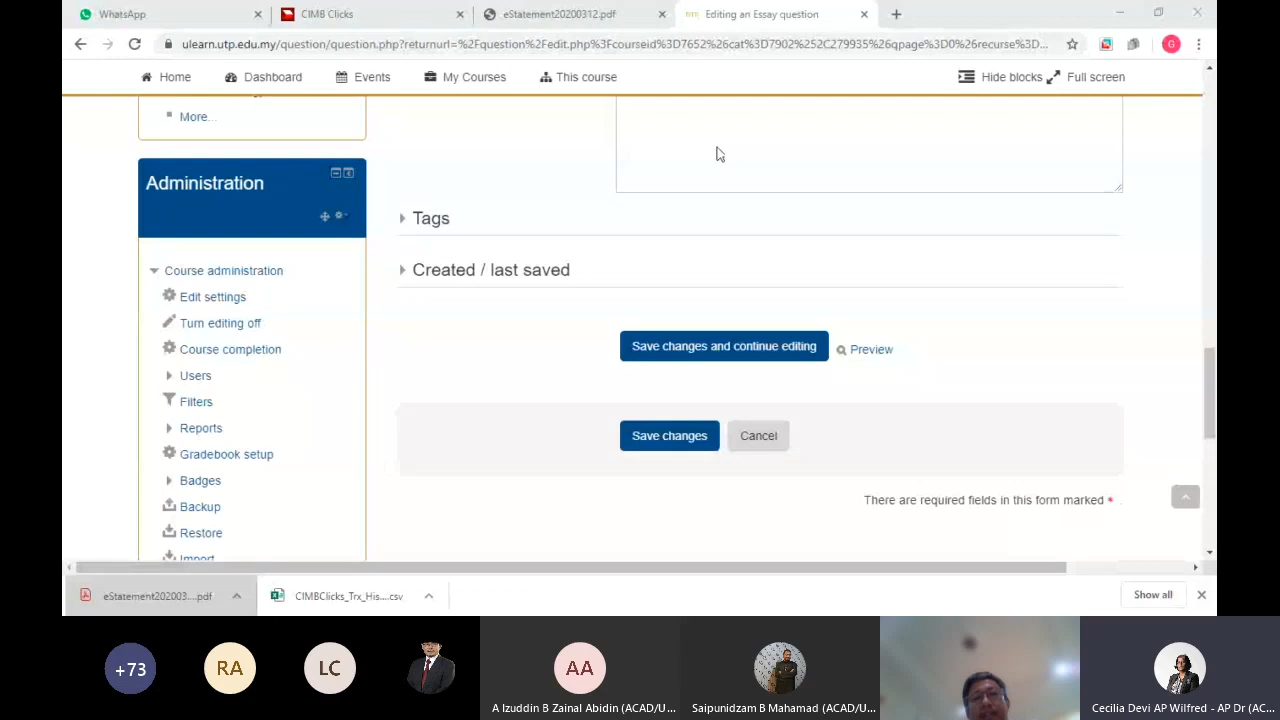 WhatsApp
CIMB Clicks
eStatement20200312.pdf
Editing an Essay question
ulearn.utp.edu.my/question/question.php?returnurl=%2Fquestion%2Fedit.php%3Fcourseid%3D7652%26cat%3D7902%252C279935%26qpage%3D0%26recurse%3D...
G
Home
Dashboard
Events
My Courses
This course
Hide blocks
Full screen
More...
Administration
Tags
Created / last saved
Course administration
Edit settings
Turn editing off
Course completion
Users
Filters
Reports
Gradebook setup
Badges
Backup
Restore
Import
Save changes and continue editing
Preview
Save changes
Cancel
There are required fields in this form marked * .
eStatement202003....pdf
CIMBClicks_Trx_His....csv
Show all
+73
RA
LC
AA
A Izuddin B Zainal Abidin (ACAD/U...
Saipunidzam B Mahamad (ACAD/U...
Cecilia Devi AP Wilfred - AP Dr (AC...